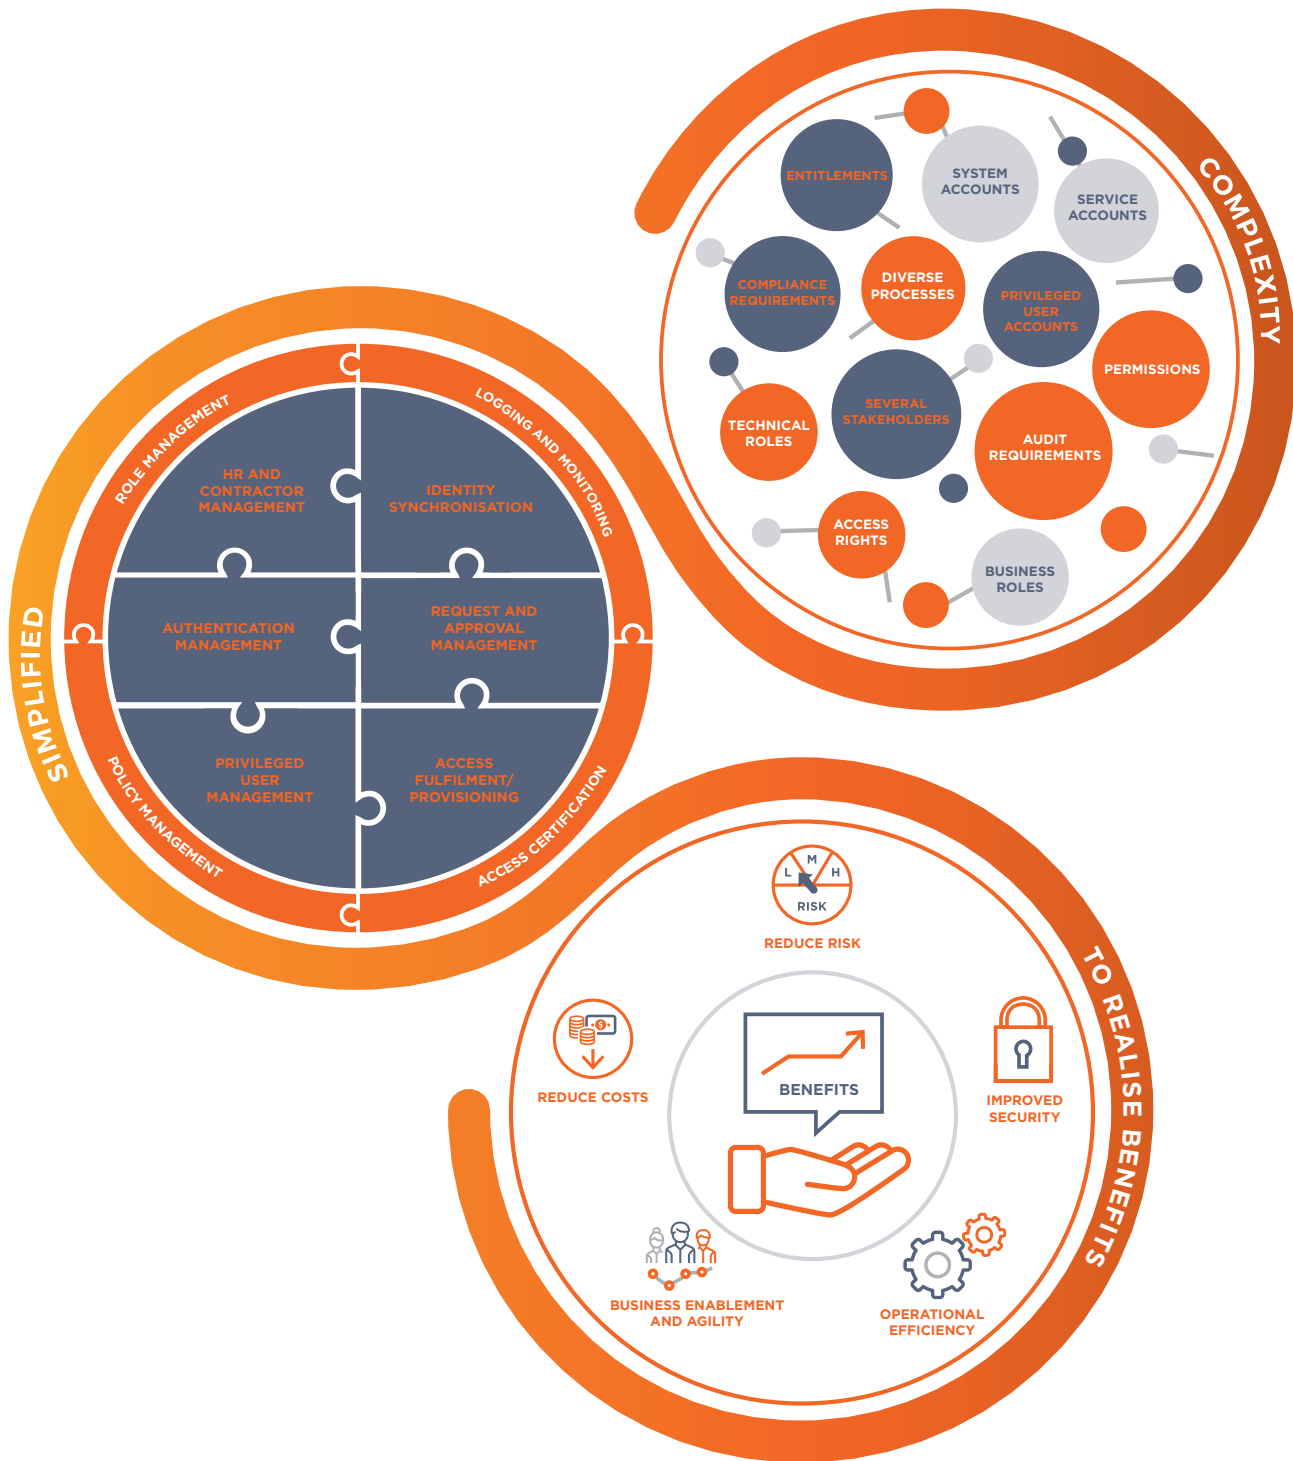 COMPLEXITY
ENTITLEMENTS
SYSTEM
ACCOUNTS
SERVICE
ACCOUNTS
COMPLIANCE
REQUIREMENTS
DIVERSE
PROCESSES
PRIVILEGED
USER
ACCOUNTS
PERMISSIONS
TECHNICAL
ROLES
SEVERAL
STAKEHOLDERS
AUDIT
REQUIREMENTS
ACCESS
RIGHTS
BUSINESS
ROLES
SIMPLIFIED
ROLE MANAGEMENT
LOGGING AND MONITORING
HR AND
CONTRACTOR
MANAGEMENT
IDENTITY
SYNCHRONISATION
AUTHENTICATION
MANAGEMENT
REQUEST AND
APPROVAL
MANAGEMENT
PRIVILEGED
USER
MANAGEMENT
ACCESS
FULFILMENT/
PROVISIONING
POLICY MANAGEMENT
ACCESS CERTIFICATION
TO REALISE BENEFITS
L M H
RISK
REDUCE RISK
$
REDUCE COSTS
BENEFITS
IMPROVED
SECURITY
BUSINESS ENABLEMENT
AND AGILITY
OPERATIONAL
EFFICIENCY